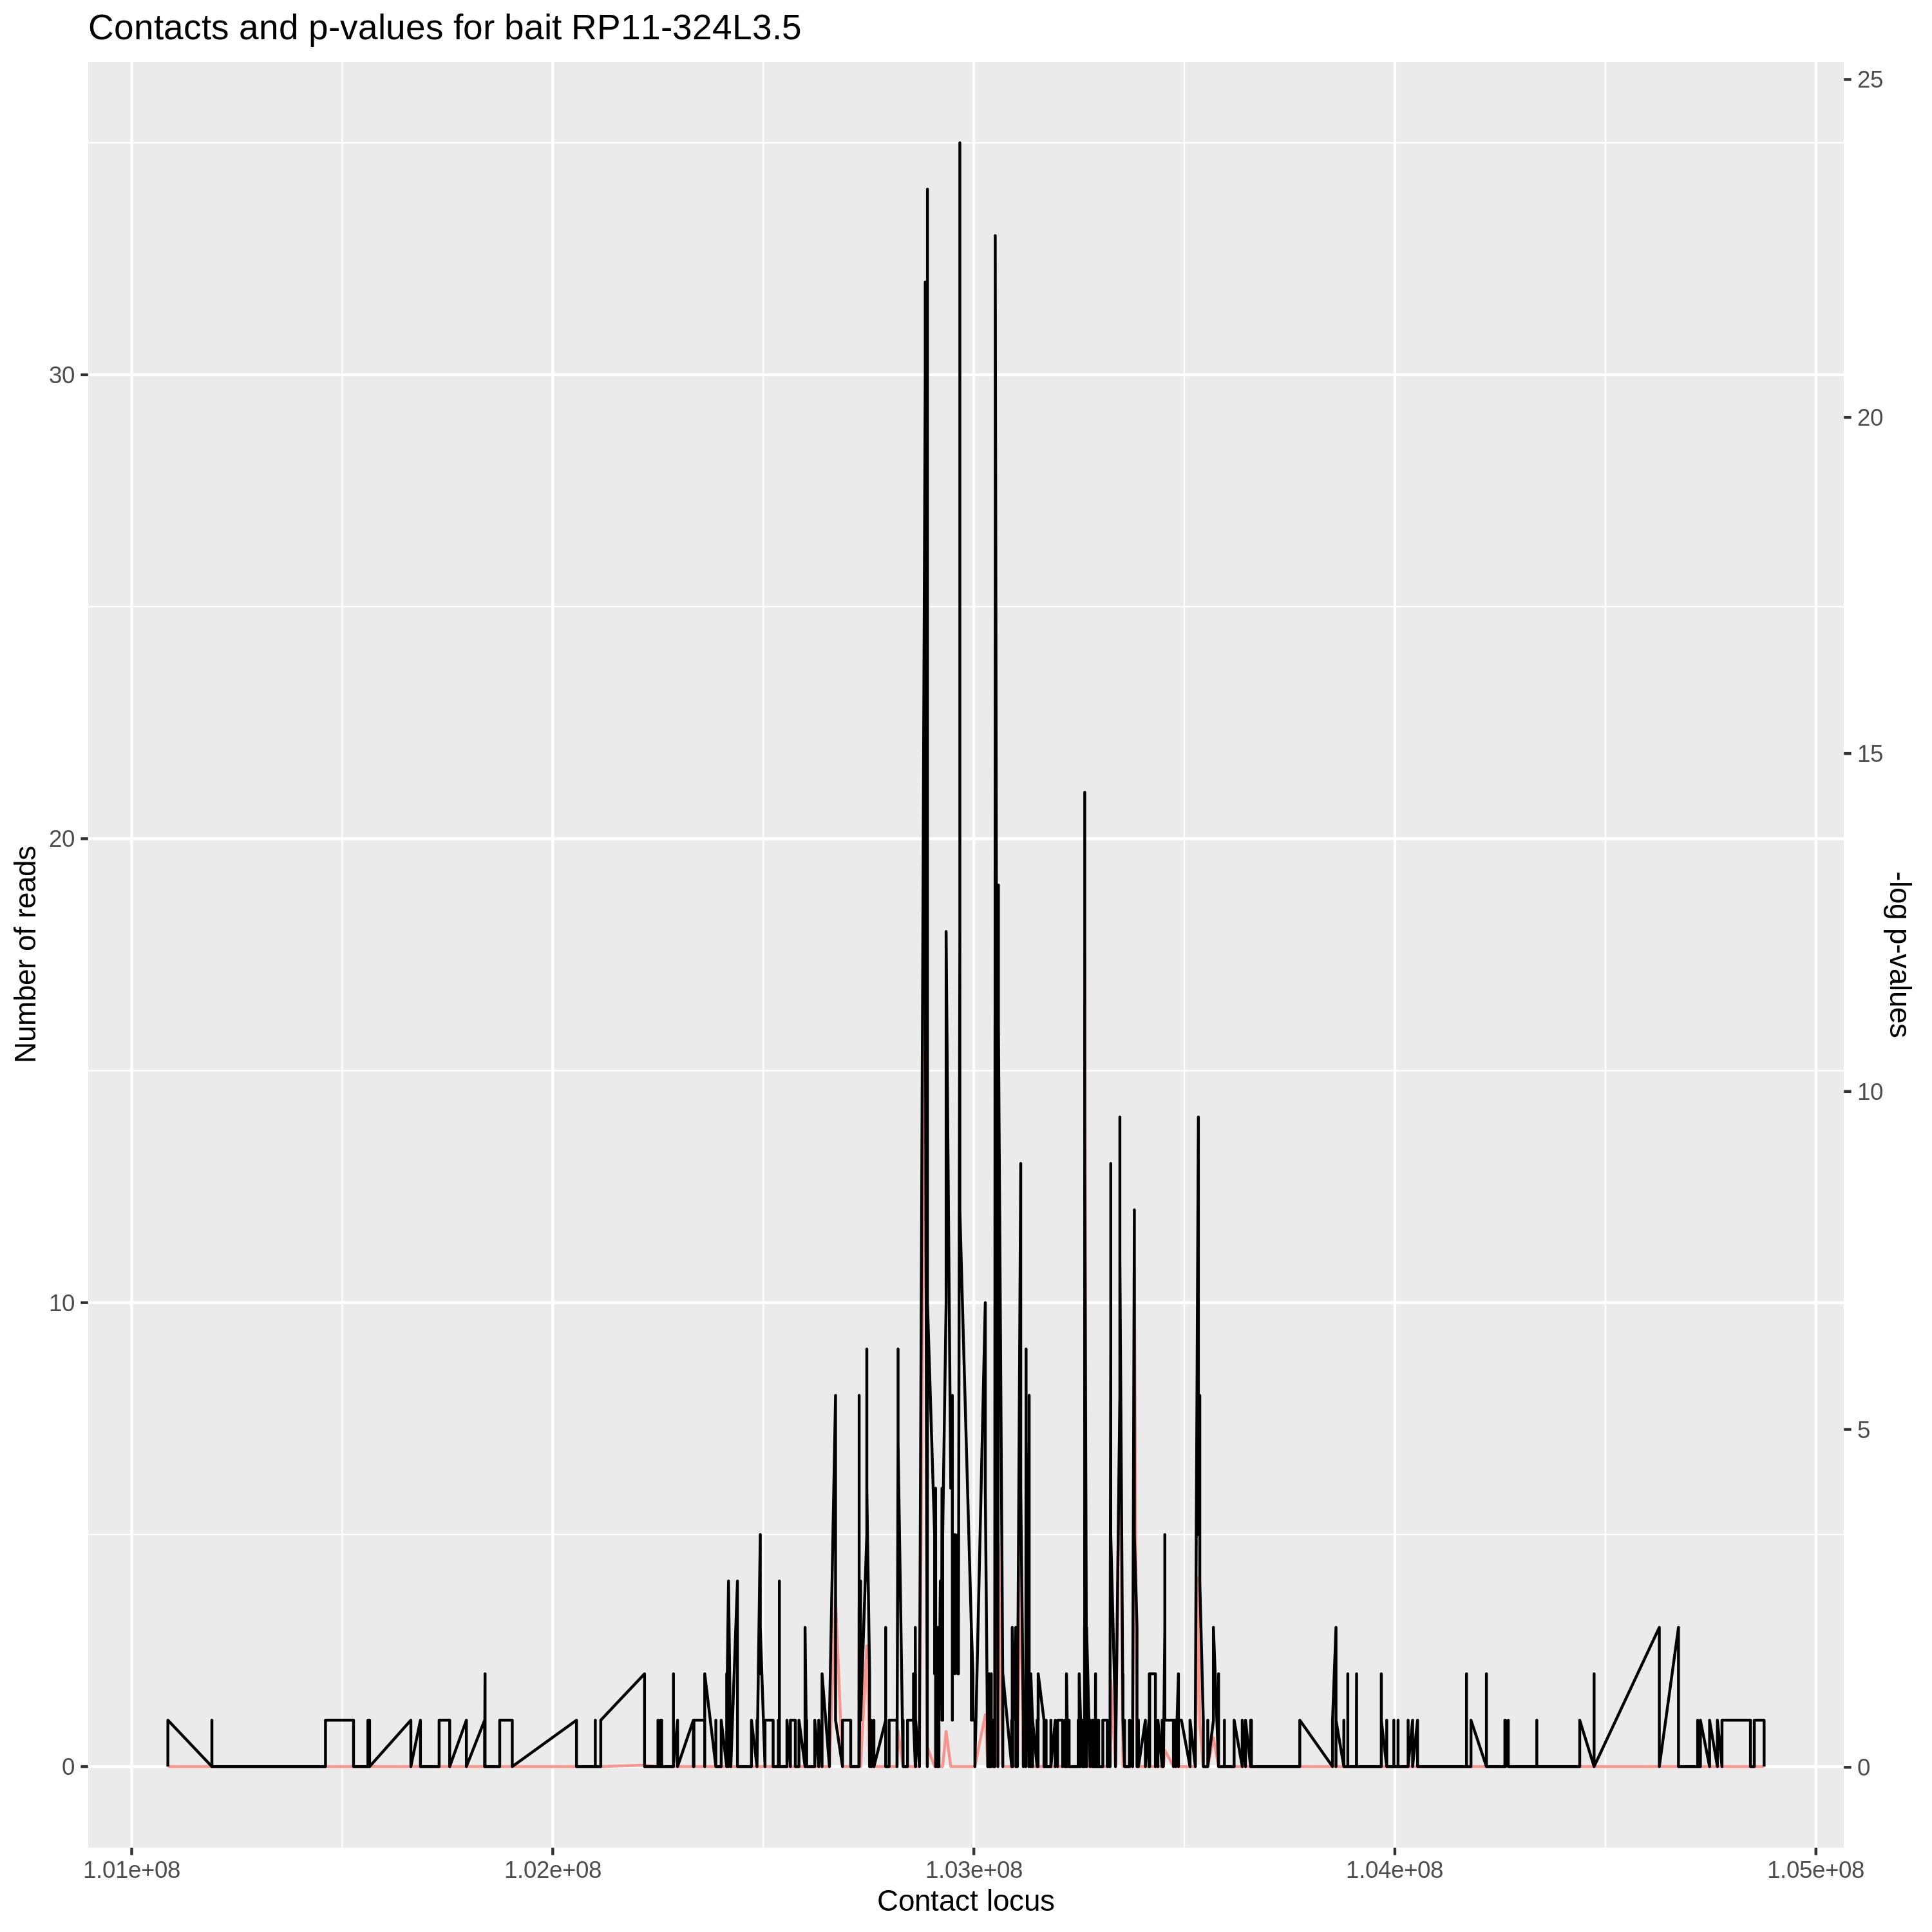 Contacts and p-values for bait RP11-324L3.5
Number of reads
30
20
10
0
25
20
15
10
5
0
-log p-values
1.01e+08 1.02e+08 1.03e+08 1.04e+08 1.05e+08
Contact locus